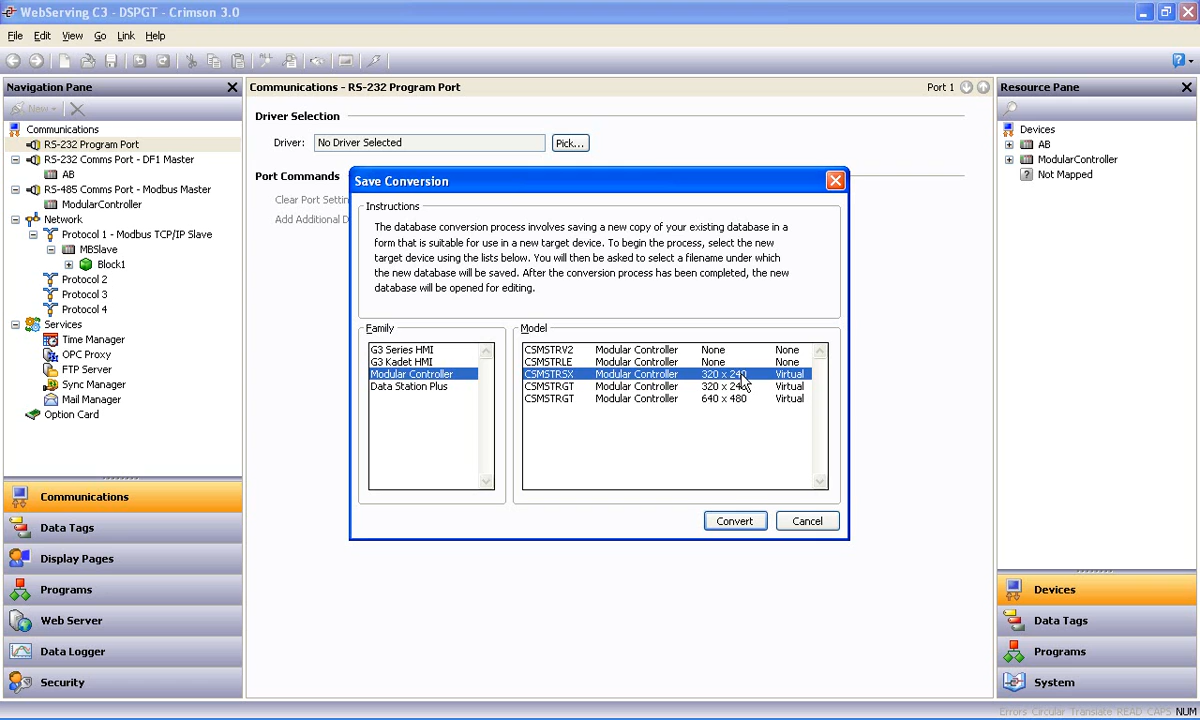 WebServing C3 - DSPGT - Crimson 3.0
File Edit View Go Link Help
Navigation Pane
New
Communications
RS-232 Program Port
RS-232 Comms Port - DF1 Master
AB
RS-485 Comms Port - Modbus Master
ModularController
Network
Protocol 1 - Modbus TCP/IP Slave
MBSlave
Block1
Protocol 2
Protocol 3
Protocol 4
Services
Time Manager
OPC Proxy
FTP Server
Sync Manager
Mail Manager
Option Card
Communications
Data Tags
Display Pages
Programs
Web Server
Data Logger
Security
Communications - RS-232 Program Port
Port 1
Driver Selection
Driver: No Driver Selected Pick...
Port Commands
Clear Port Settin
Add Additional D
Save Conversion
Instructions
The database conversion process involves saving a new copy of your existing database in a
form that is suitable for use in a new target device. To begin the process, select the new
target device using the lists below. You will then be asked to select a filename under which
the new database will be saved. After the conversion process has been completed, the new
database will be opened for editing.
Family
G3 Series HMI
G3 Kadet HMI
Modular Controller
Data Station Plus
Model
CSMSTRV2 Modular Controller None None
CSMSTRLE Modular Controller None None
CSMSTRSX Modular Controller 320 x 240 Virtual
CSMSTRGT Modular Controller 320 x 240 Virtual
CSMSTRGT Modular Controller 640 x 480 Virtual
Convert Cancel
Resource Pane
Devices
AB
ModularController
Not Mapped
Devices
Data Tags
Programs
System
Errors Circular Translate READ CAPS NUM